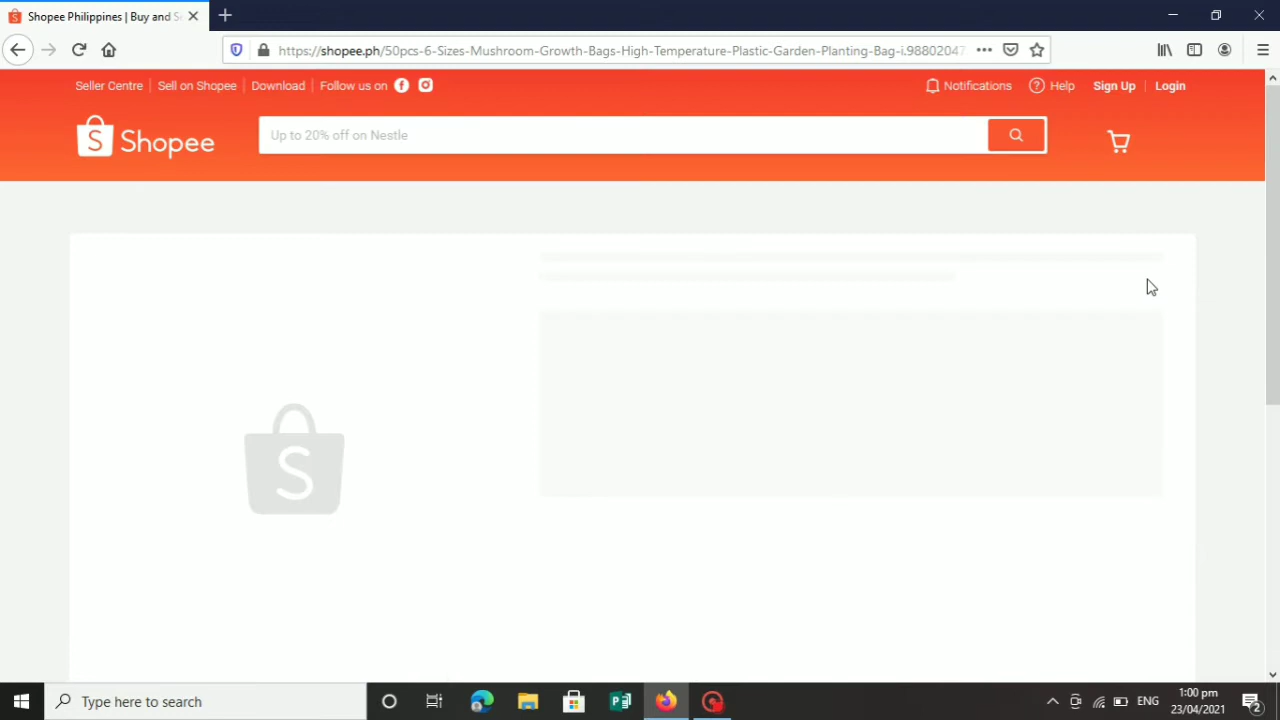 Shopee Philippines | Buy and Se
https://shopee.ph/50pcs-6-Sizes-Mushroom-Growth-Bags-High-Temperature-Plastic-Garden-Planting-Bag-i.98802047
Seller Centre
Sell on Shopee
Download
Follow us on
Notifications
Help
Sign Up
Login
Shopee
Up to 20% off on Nestle
Type here to search
ENG
1:00 pm
23/04/2021
2